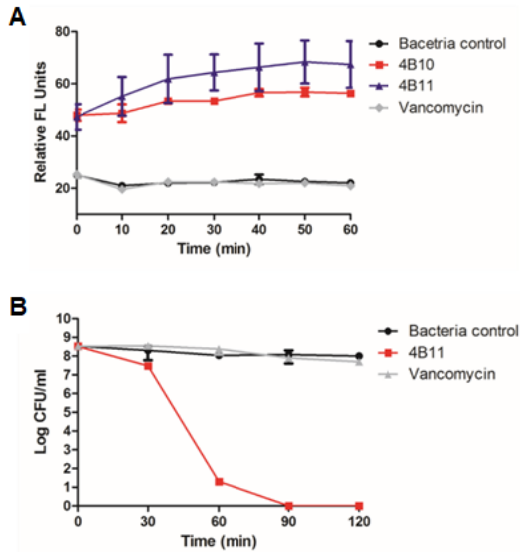 A
80
60
40
20
Relative FL Units
0 10 20 30 40 50 60
Time (min)
Bacetria control
4B10
4B11
Vancomycin
B
10
9
8
7
6
5
4
3
2
1
0
Log CFU/ml
0 30 60 90 120
Time (min)
Bacteria control
4B11
Vancomycin